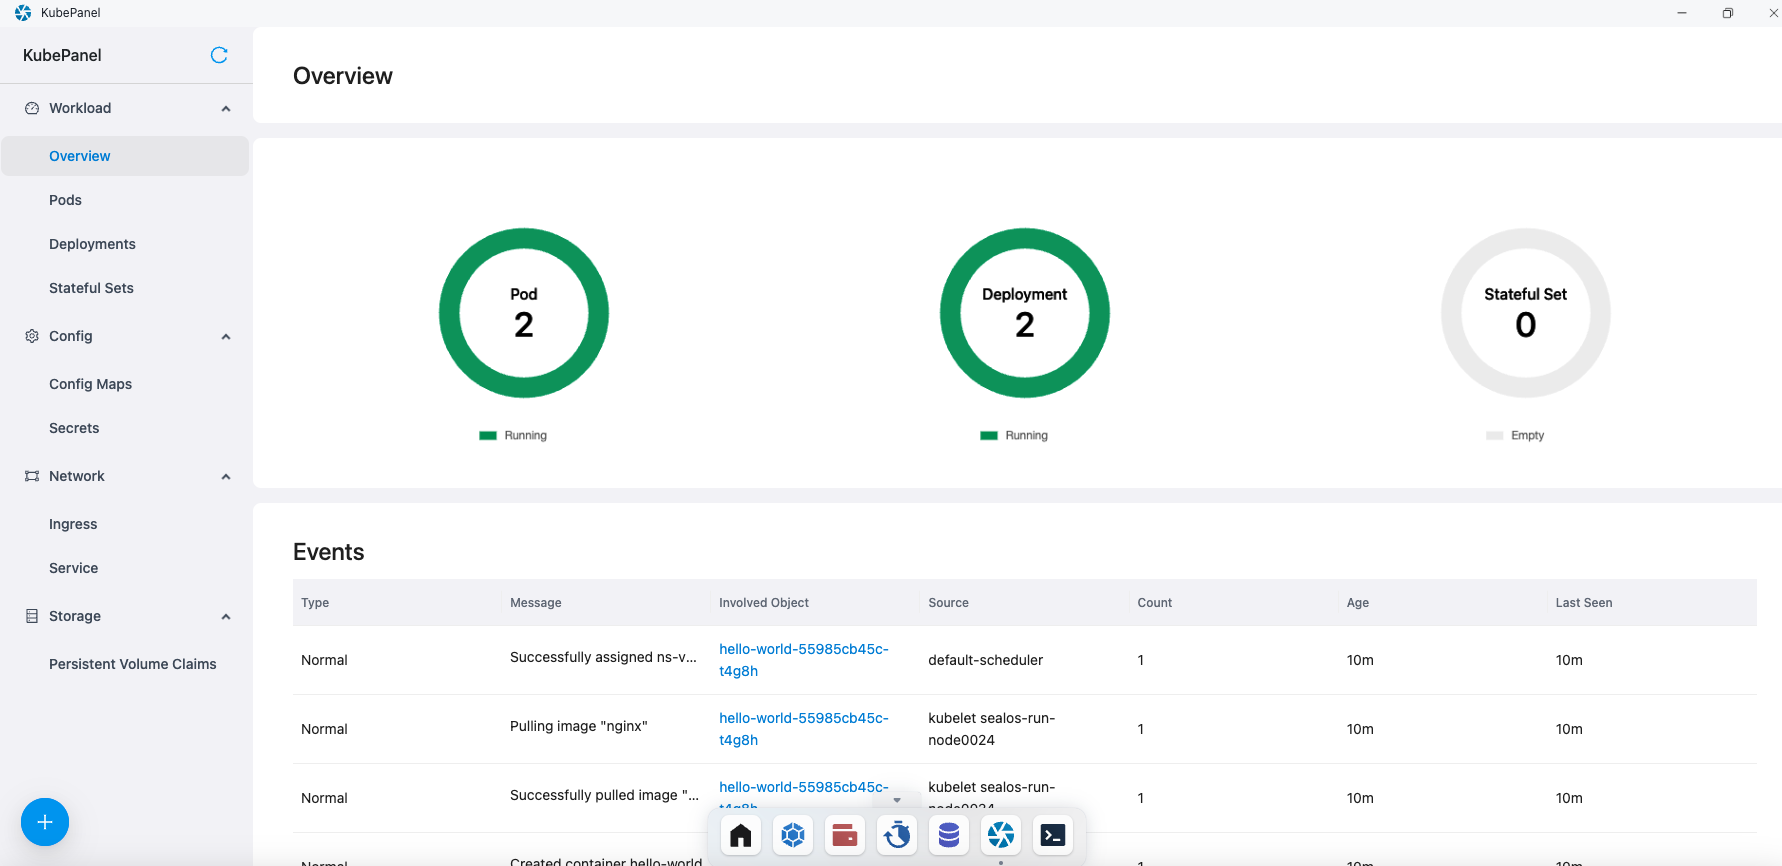 KubePanel
KubePanel
Workload
Overview
Pods
Deployments
Stateful Sets
Config
Config Maps
Secrets
Network
Ingress
Service
Storage
Persistent Volume Claims
Overview
Pod
2
Running
Deployment
2
Running
Stateful Set
0
Empty
Events
Type Message Involved Object Source Count Age Last Seen
Normal Successfully assigned ns-v... hello-world-55985cb45c- default-scheduler 1 10m 10m
t4g8h
Normal Pulling image "nginx" hello-world-55985cb45c- kubelet sealos-run- 1 10m 10m
t4g8h node0024
Normal Successfully pulled image "... hello-world-55985cb45c- kubelet sealos-run- 1 10m 10m
t4g8h node0024
Normal Created container hello-world 1 10m 10m